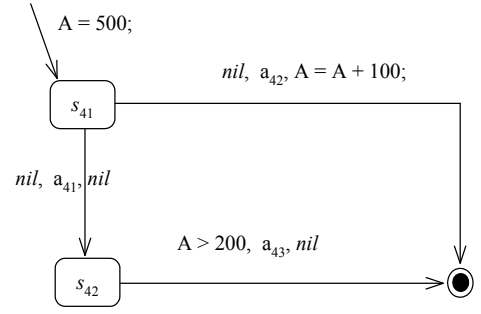 A = 500;
nil, a₄₂, A = A + 100;
s₄₁
nil, a₄₁, nil
A > 200, a₄₃, nil
s₄₂